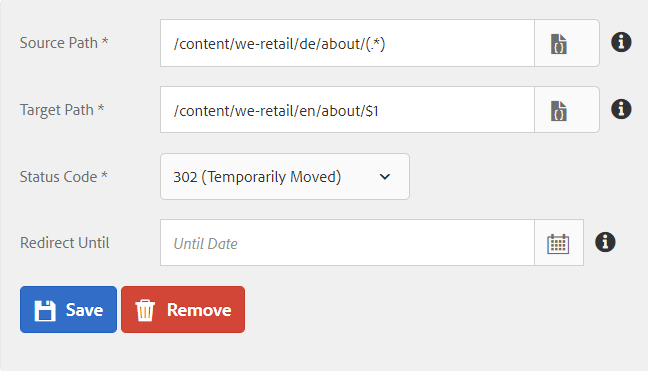 Source Path *
/content/we-retail/de/about/(.*)
Target Path *
/content/we-retail/en/about/$1
Status Code *
302 (Temporarily Moved)
Redirect Until
Until Date
Save
Remove